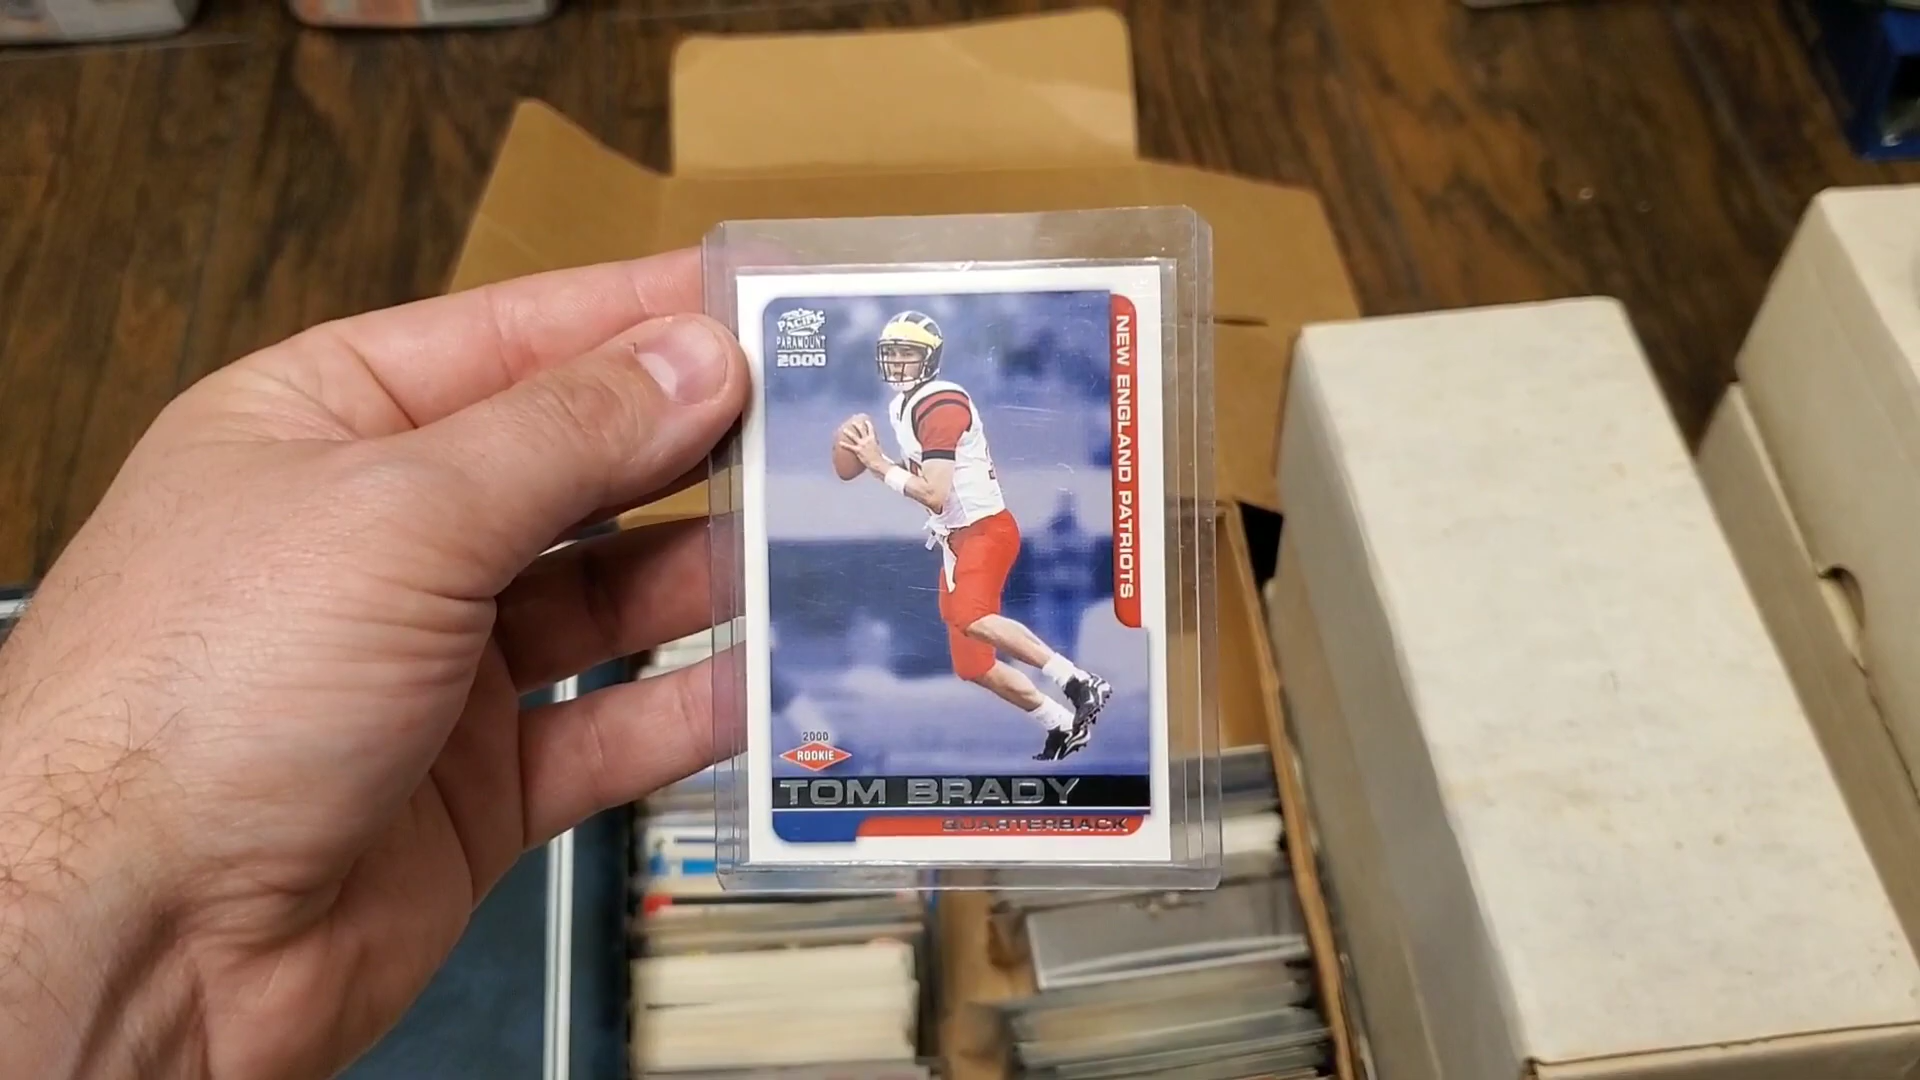 PACIFIC
PARAMOUNT
2000
NEW ENGLAND PATRIOTS
2000
ROOKIE
TOM BRADY
QUARTERBACK